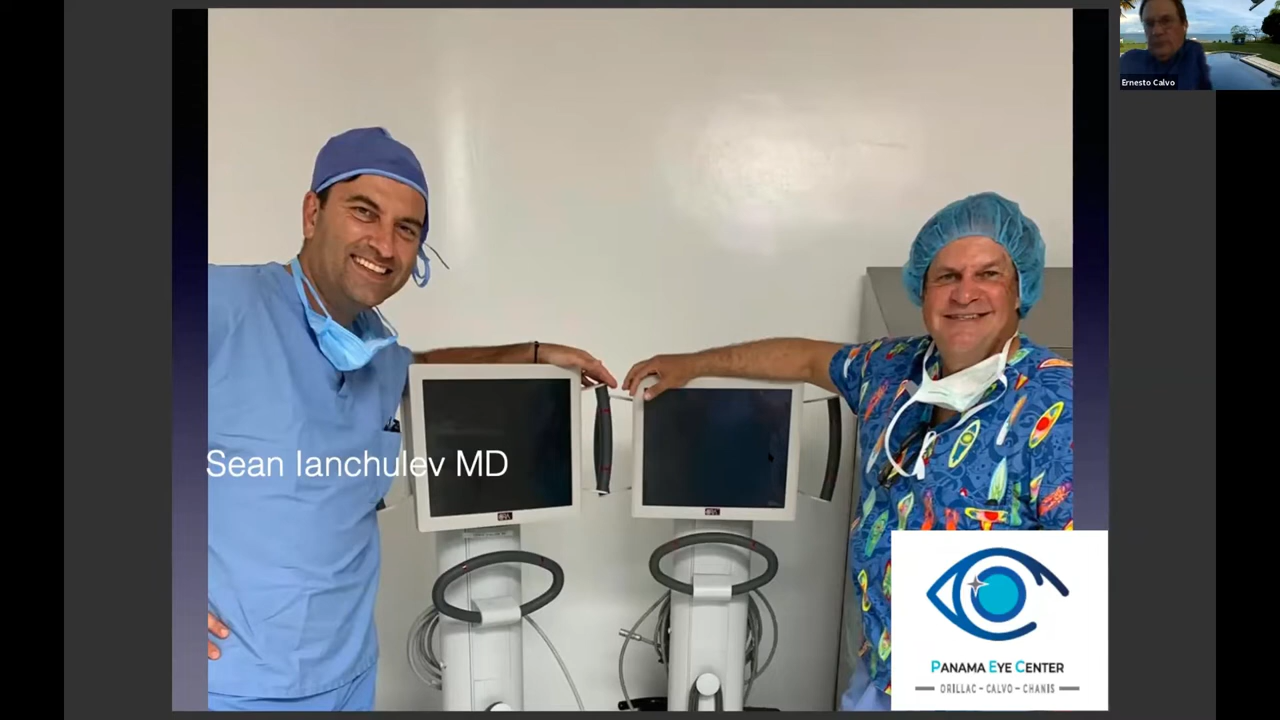 Ernesto Calvo
Sean Ianchulev MD
PANAMA EYE CENTER
ORILLAC - CALVO - CHANIS